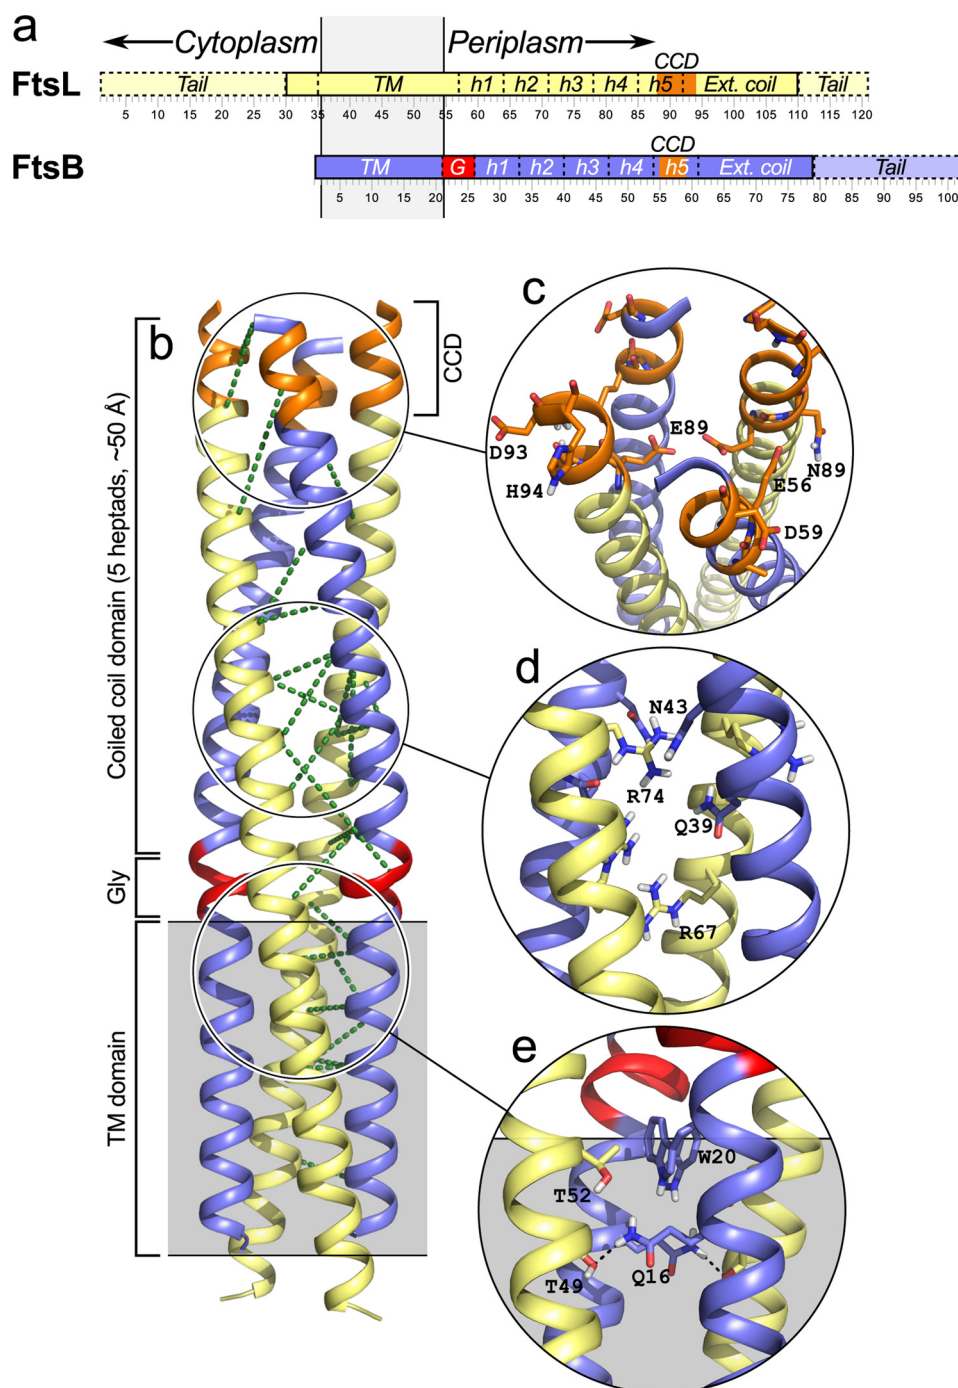 a
Cytoplasm
Periplasm
CCD
FtsL
Tail TM h1 h2 h3 h4 h5 Ext. coil Tail
5 10 15 20 25 30 35 40 45 50 55 60 65 70 75 80 85 90 95 100 105 110 115 120
CCD
FtsB
TM G h1 h2 h3 h4 h5 Ext. coil Tail
5 10 15 20 25 30 35 40 45 50 55 60 65 70 75 80 85 90 95 100
b
CCD
Coiled coil domain (5 heptads, ~50 Å)
Gly
TM domain
c
E89
D93
H94
N89
E56
D59
d
N43
R74
Q39
R67
e
W20
T52
T49
Q16